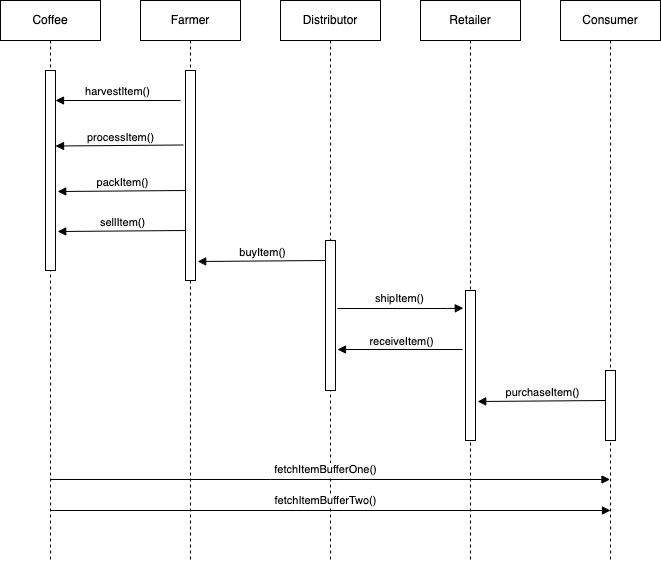 Coffee
Farmer
Distributor
Retailer
Consumer
harvestItem()
processItem()
packItem()
sellItem()
buyItem()
shipItem()
receiveItem()
purchaseItem()
fetchItemBufferOne()
fetchItemBufferTwo()